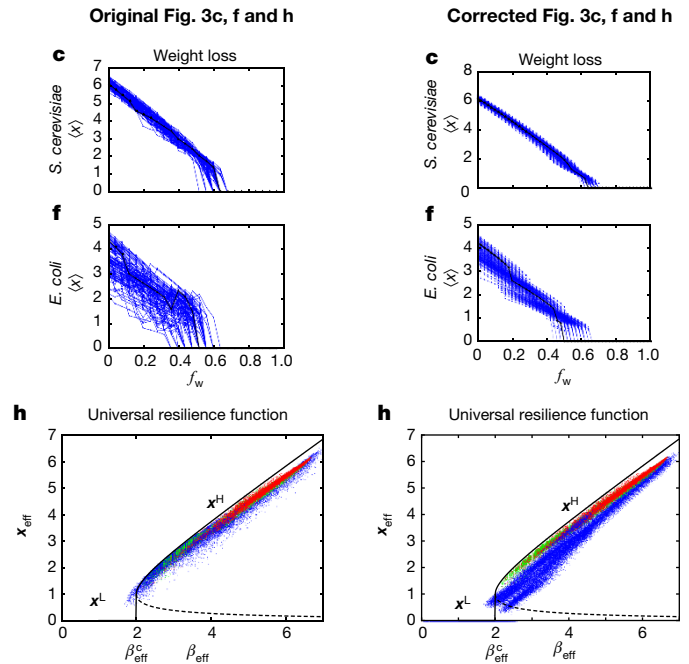 Original Fig. 3c, f and h
c
Weight loss
S. cerevisiae
⟨x⟩
7
6
5
4
3
2
1
0
f
E. coli
⟨x⟩
5
4
3
2
1
0
0 0.2 0.4 0.6 0.8 1.0
f_w
h
Universal resilience function
x_eff
7
6
5
4
3
2
1
0
x^H
x^L
0 2 4 6
β^c_eff β_eff
Corrected Fig. 3c, f and h
c
Weight loss
S. cerevisiae
⟨x⟩
8
6
4
2
0
f
E. coli
⟨x⟩
5
4
3
2
1
0
0 0.2 0.4 0.6 0.8 1.0
f_w
h
Universal resilience function
x_eff
7
6
5
4
3
2
1
0
x^H
x^L
0 2 4 6
β^c_eff β_eff